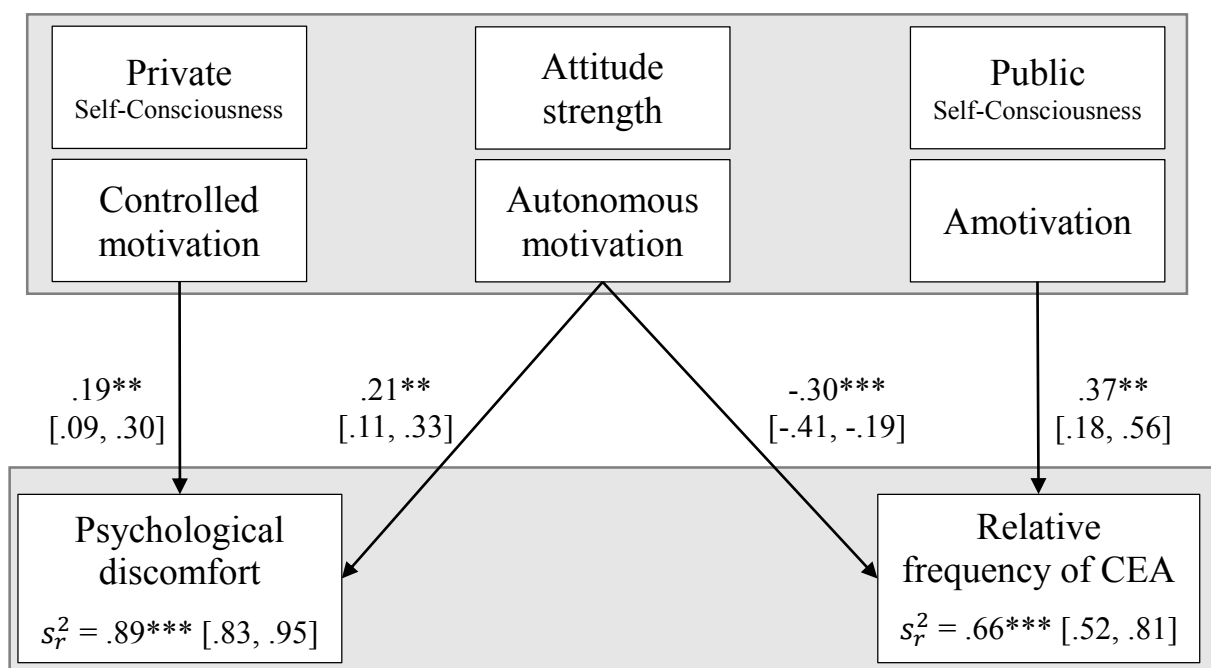 Private
Self-Consciousness
Attitude
strength
Public
Self-Consciousness
Controlled
motivation
Autonomous
motivation
Amotivation
.19**
[.09, .30]
.21**
[.11, .33]
-.30***
[-.41, -.19]
.37**
[.18, .56]
Psychological
discomfort
s_r^2 = .89*** [.83, .95]
Relative
frequency of CEA
s_r^2 = .66*** [.52, .81]